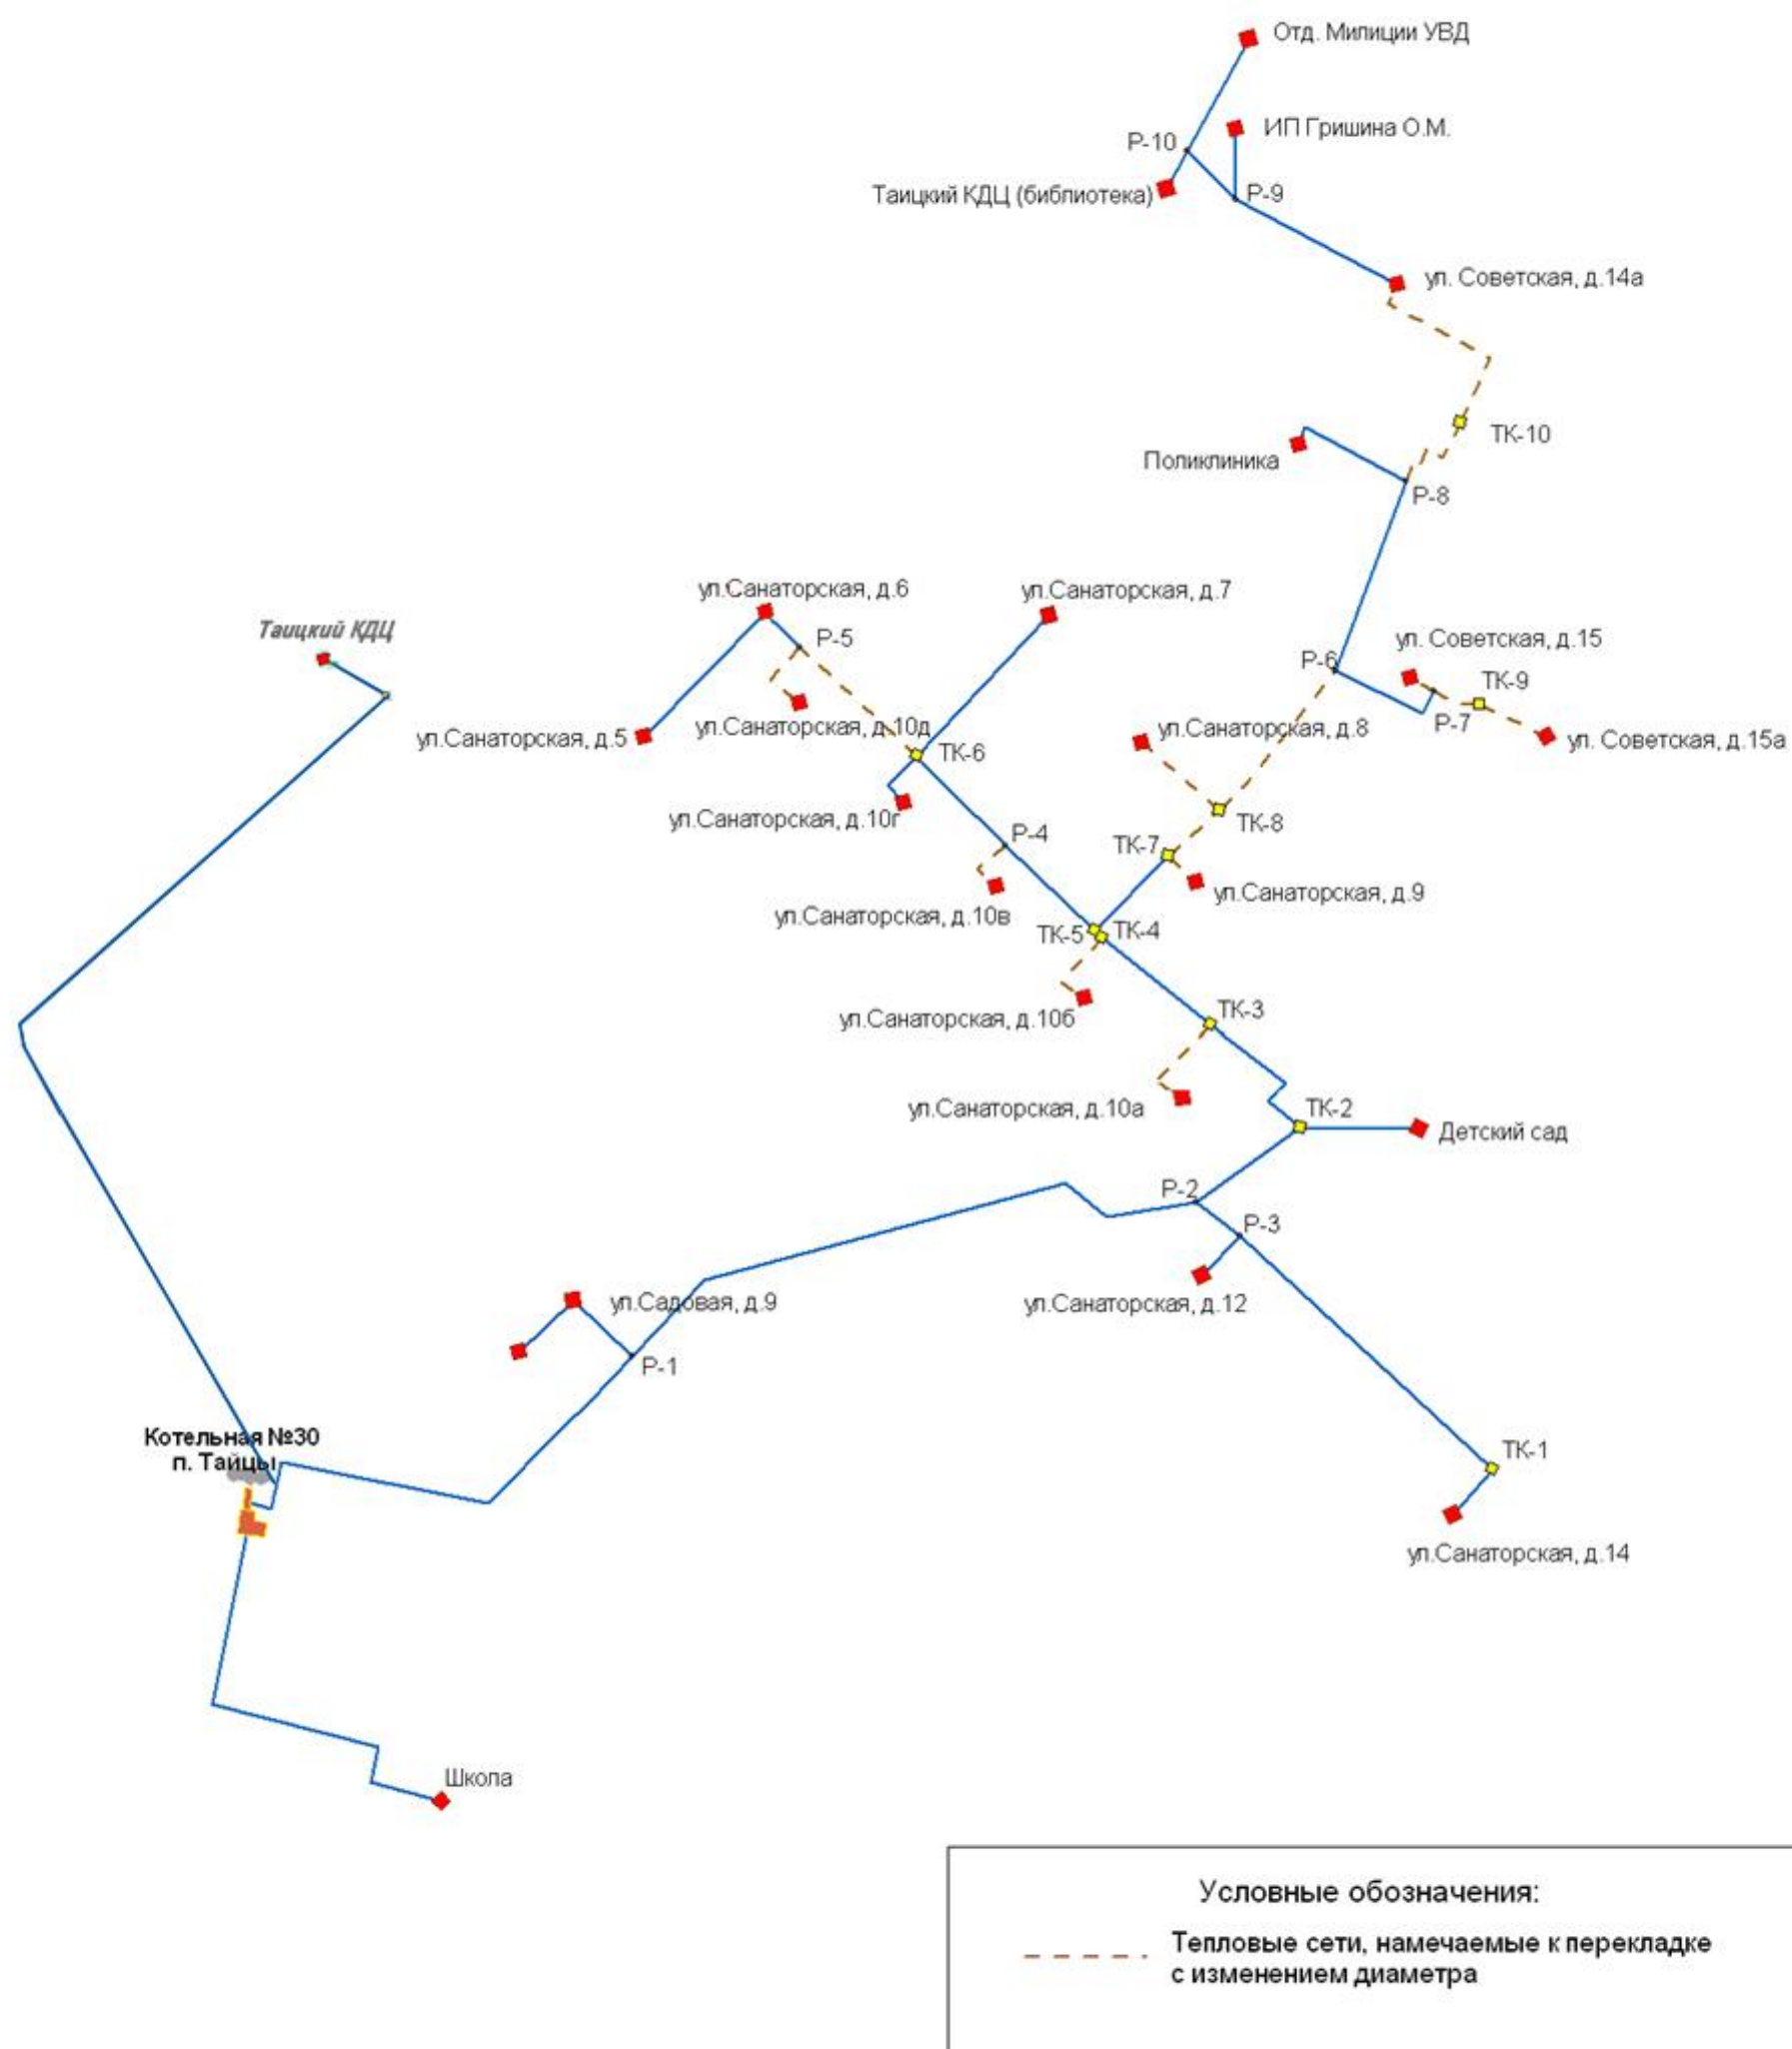 Отд. Милиции УВД
ИП Гришина О.М.
Р-10
Таицкий КДЦ (библиотека)
Р-9
ул. Советская, д.14а
ТК-10
Поликлиника
Р-8
ул.Санаторская, д.6
ул.Санаторская, д.7
Таицкий КДЦ
Р-5
ул. Советская, д.15
Р-6
ТК-9
ул.Санаторская, д.10д
ул.Санаторская, д.8
Р-7
ул.Санаторская, д.5
ул. Советская, д.15а
ТК-6
ул.Санаторская, д.10г
ТК-8
Р-4
ТК-7
ул.Санаторская, д.9
ул.Санаторская, д.10в
ТК-5
ТК-4
ул.Санаторская, д.10б
ТК-3
ул.Санаторская, д.10а
ТК-2
Детский сад
Р-2
Р-3
ул.Санаторская, д.12
ул.Садовая, д.9
Р-1
Котельная №30
п. Тайцы
ТК-1
ул.Санаторская, д.14
Школа
Условные обозначения:
Тепловые сети, намечаемые к перекладке
с изменением диаметра